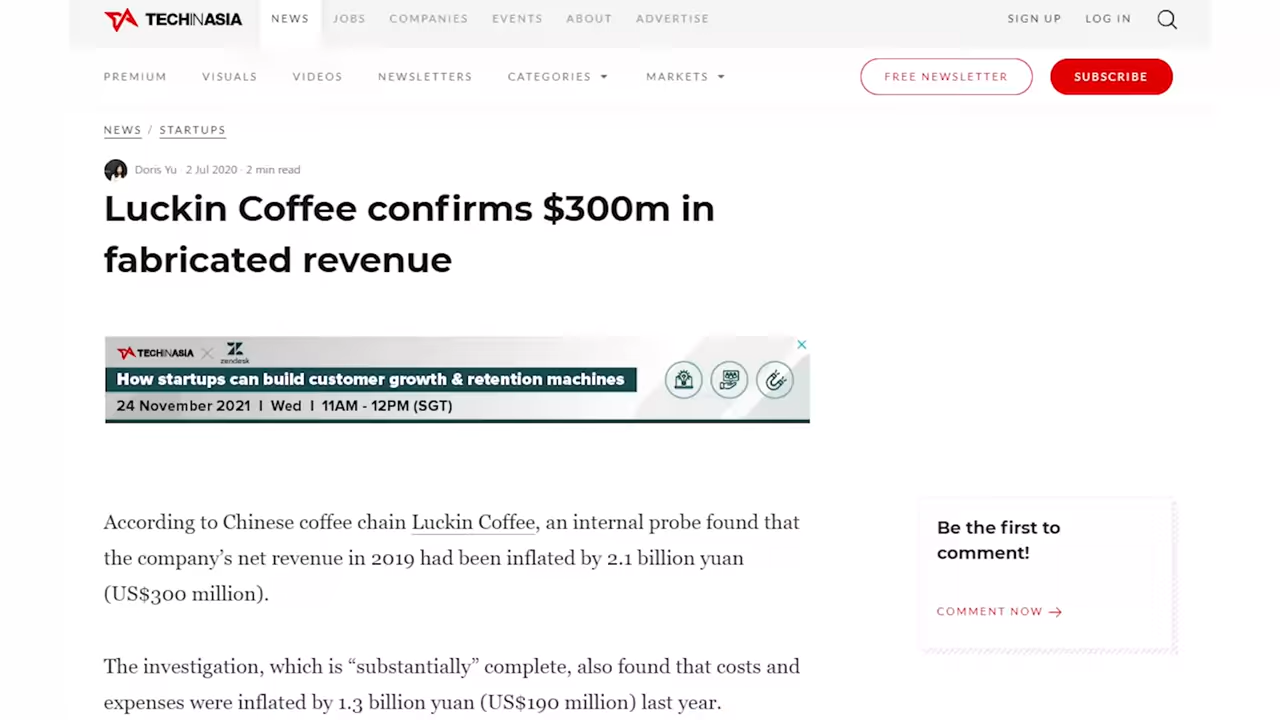 TECHINASIA NEWS JOBS COMPANIES EVENTS ABOUT ADVERTISE SIGN UP LOG IN
PREMIUM VISUALS VIDEOS NEWSLETTERS CATEGORIES MARKETS FREE NEWSLETTER SUBSCRIBE
NEWS / STARTUPS
Doris Yu 2 Jul 2020 · 2 min read
Luckin Coffee confirms $300m in
fabricated revenue
TECHINASIA zendesk
How startups can build customer growth & retention machines
24 November 2021 | Wed | 11AM - 12PM (SGT)
According to Chinese coffee chain Luckin Coffee, an internal probe found that
the company's net revenue in 2019 had been inflated by 2.1 billion yuan
(US$300 million).
Be the first to
comment!
COMMENT NOW
The investigation, which is “substantially” complete, also found that costs and
expenses were inflated by 1.3 billion yuan (US$190 million) last year.